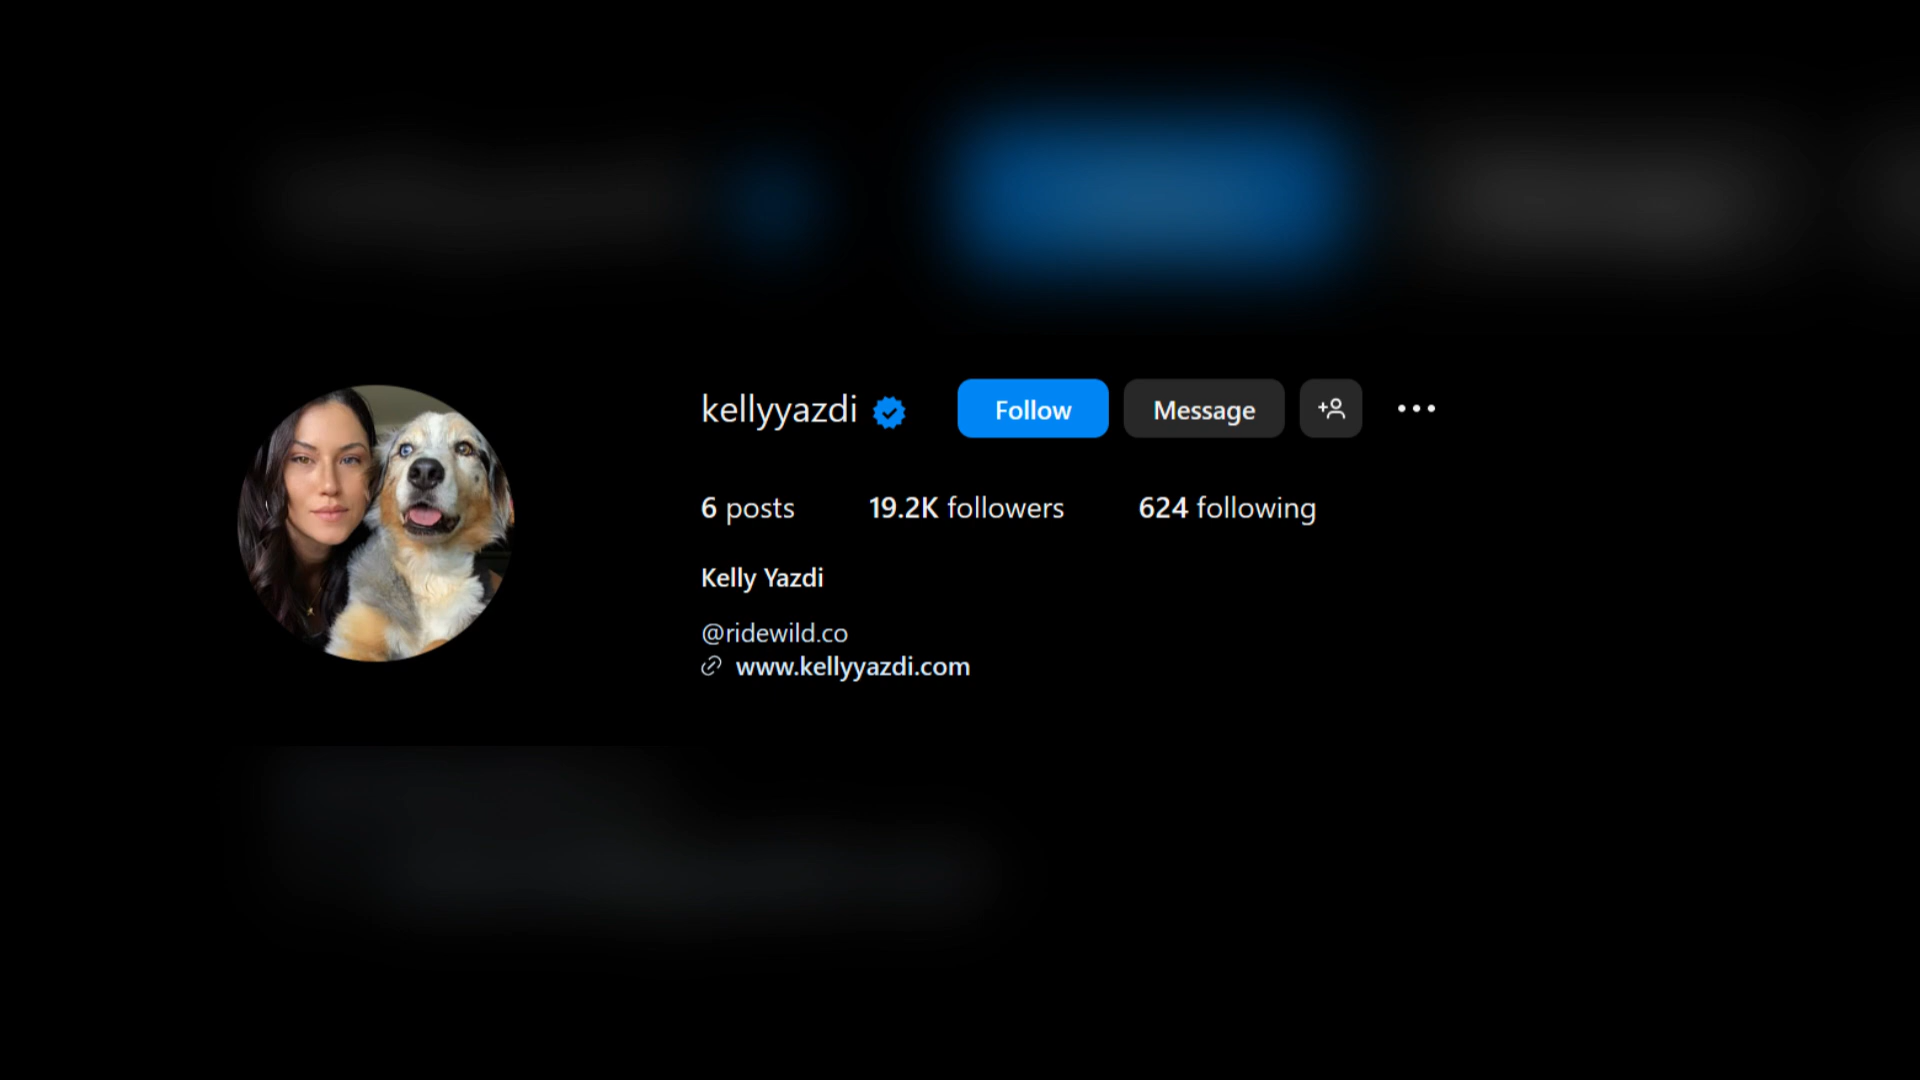 kellyyazdi Follow Message
6 posts 19.2K followers 624 following
Kelly Yazdi
@ridewild.co
www.kellyyazdi.com